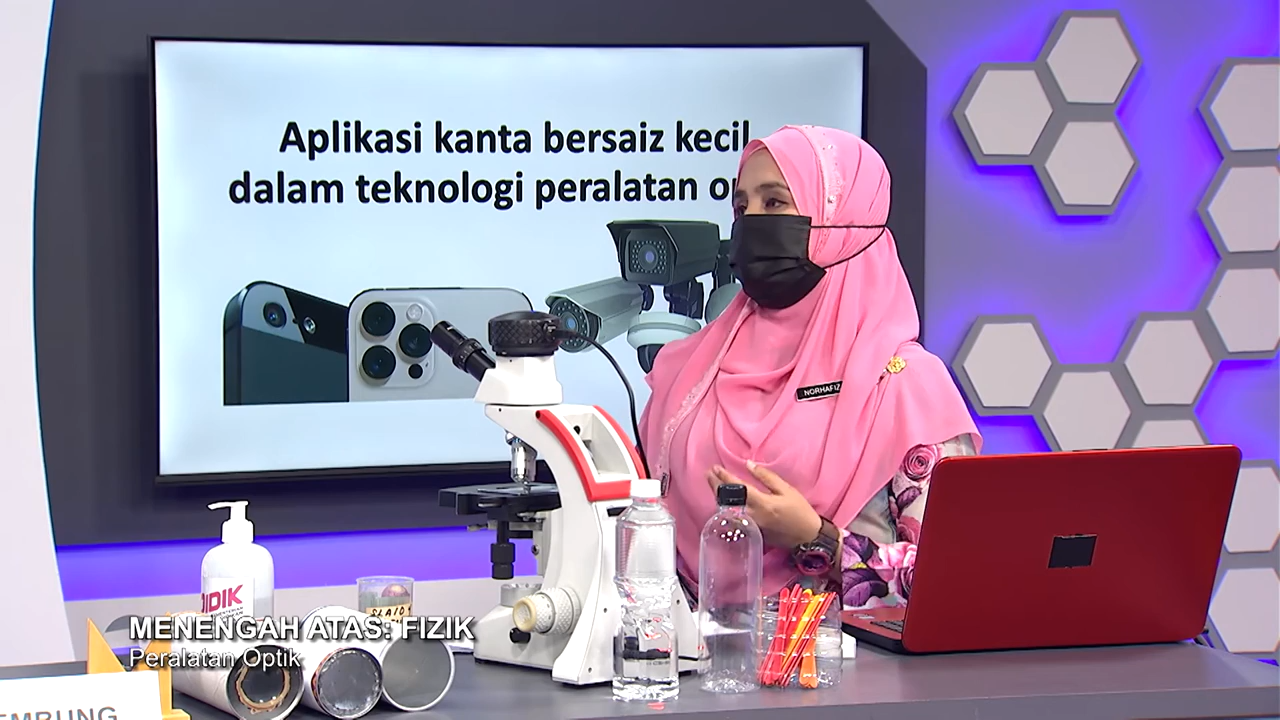 Aplikasi kanta bersaiz kecil
dalam teknologi peralatan
NORHAFIZ
DIDIK
MENENGAH ATAS: FIZIK
Peralatan Optik